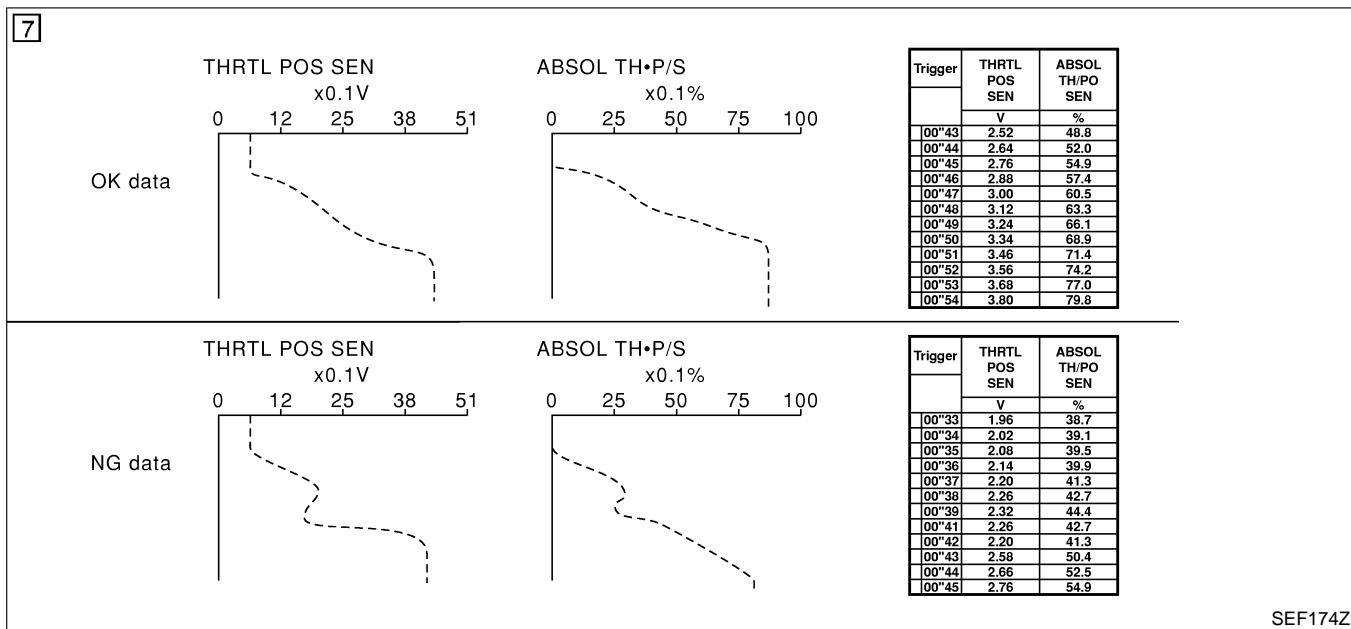 7
THRTL POS SEN
x0.1V
0 12 25 38 51
ABSOL TH•P/S
x0.1%
0 25 50 75 100
OK data
Trigger THRTL POS SEN ABSOL TH/PO SEN
V %
00"43 2.52 48.8
00"44 2.64 52.0
00"45 2.76 54.9
00"46 2.88 57.4
00"47 3.00 60.5
00"48 3.12 63.3
00"49 3.24 66.1
00"50 3.34 68.9
00"51 3.46 71.4
00"52 3.56 74.2
00"53 3.68 77.0
00"54 3.80 79.8
THRTL POS SEN
x0.1V
0 12 25 38 51
ABSOL TH•P/S
x0.1%
0 25 50 75 100
NG data
Trigger THRTL POS SEN ABSOL TH/PO SEN
V %
00"33 1.96 38.7
00"34 2.02 39.1
00"35 2.08 39.5
00"36 2.14 39.9
00"37 2.20 41.3
00"38 2.26 42.7
00"39 2.32 44.4
00"41 2.26 42.7
00"42 2.20 41.3
00"43 2.58 50.4
00"44 2.66 52.5
00"45 2.76 54.9
SEF174Z